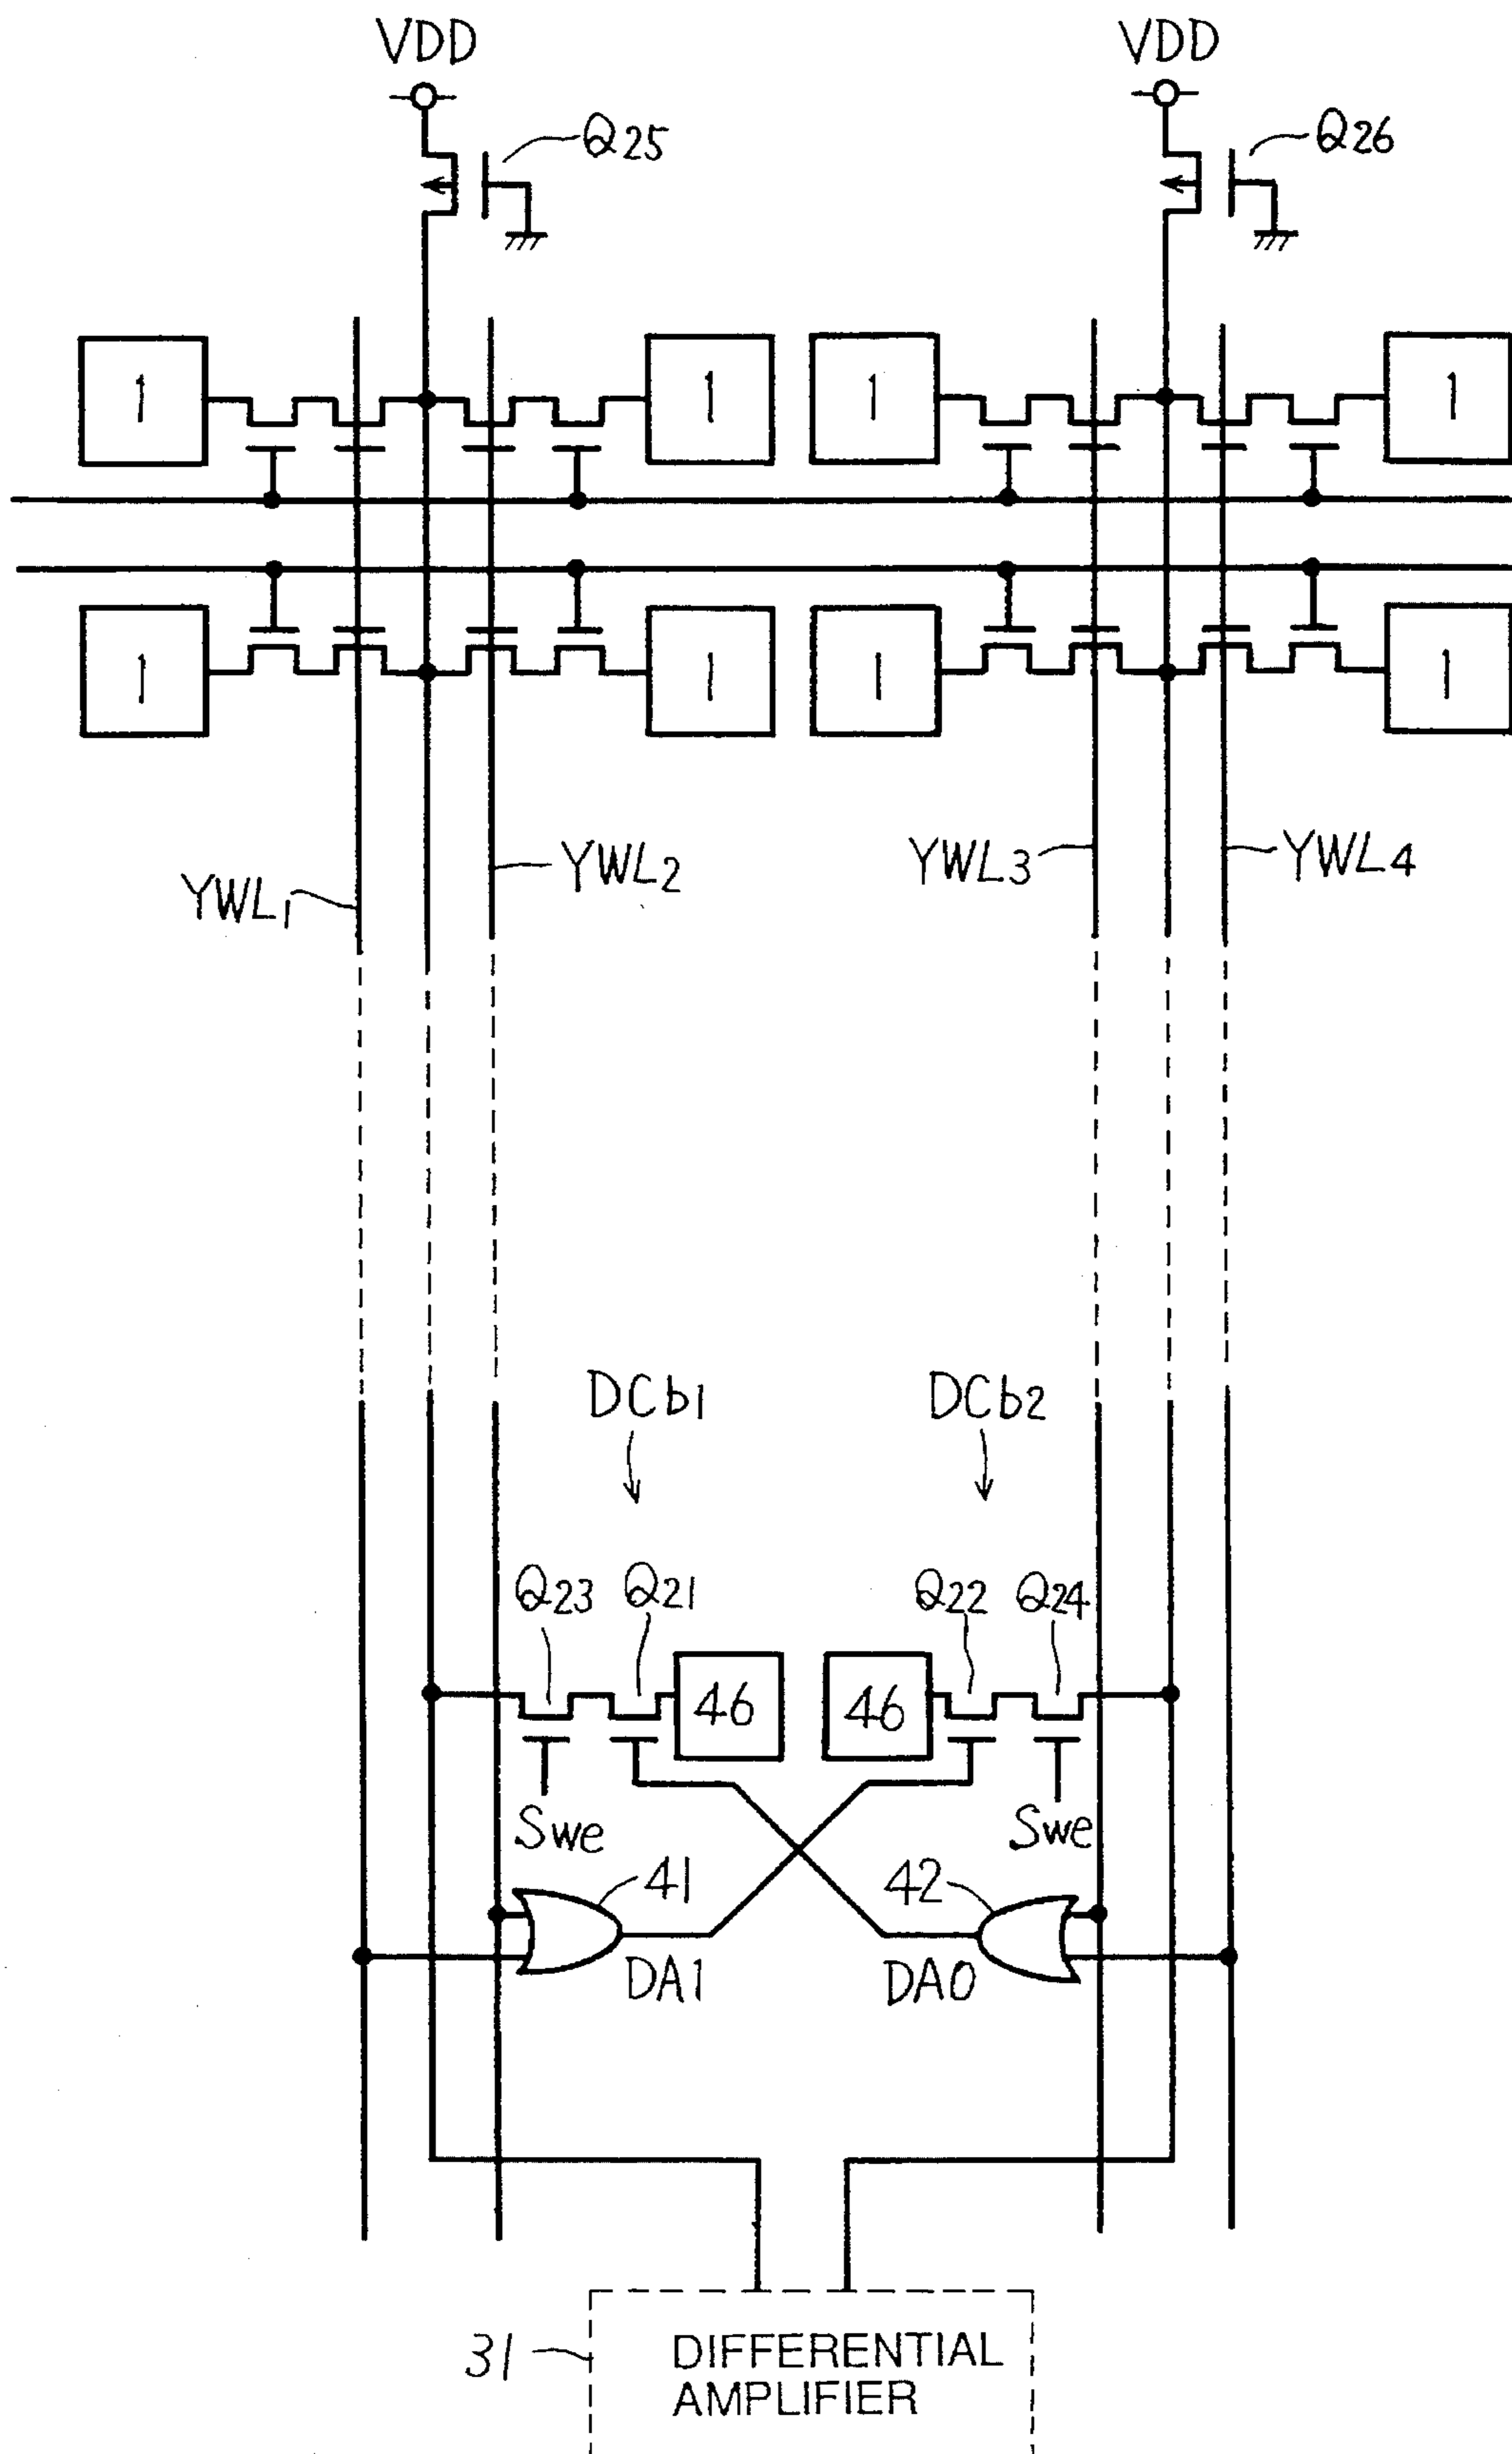 VDD VDD
Q25 Q26
1 1 1 1
1 1 1 1
YWL1 YWL2 YWL3 YWL4
DCb1 DCb2
Q23 Q21 Q22 Q24
46 46
Swe Swe
41 42
DA1 DA0
31 DIFFERENTIAL
AMPLIFIER